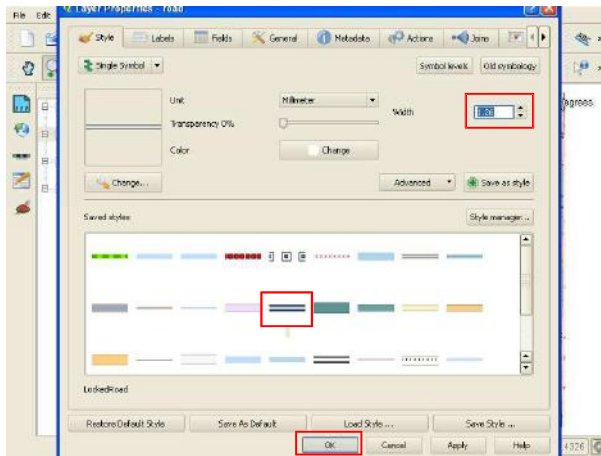 File Edit
Layer Properties - road
Style Labels Fields General Metadata Actions Joins
Single Symbol Symbol levels Old symbology
Unit Millimeter Width
Transparency 0%
Color Change
egrees
Change... Advanced Save as style
Saved styles Style manager...
LockedRoad
Restore Default Style Save As Default Load Style ... Save Style ...
OK Cancel Apply Help
4326